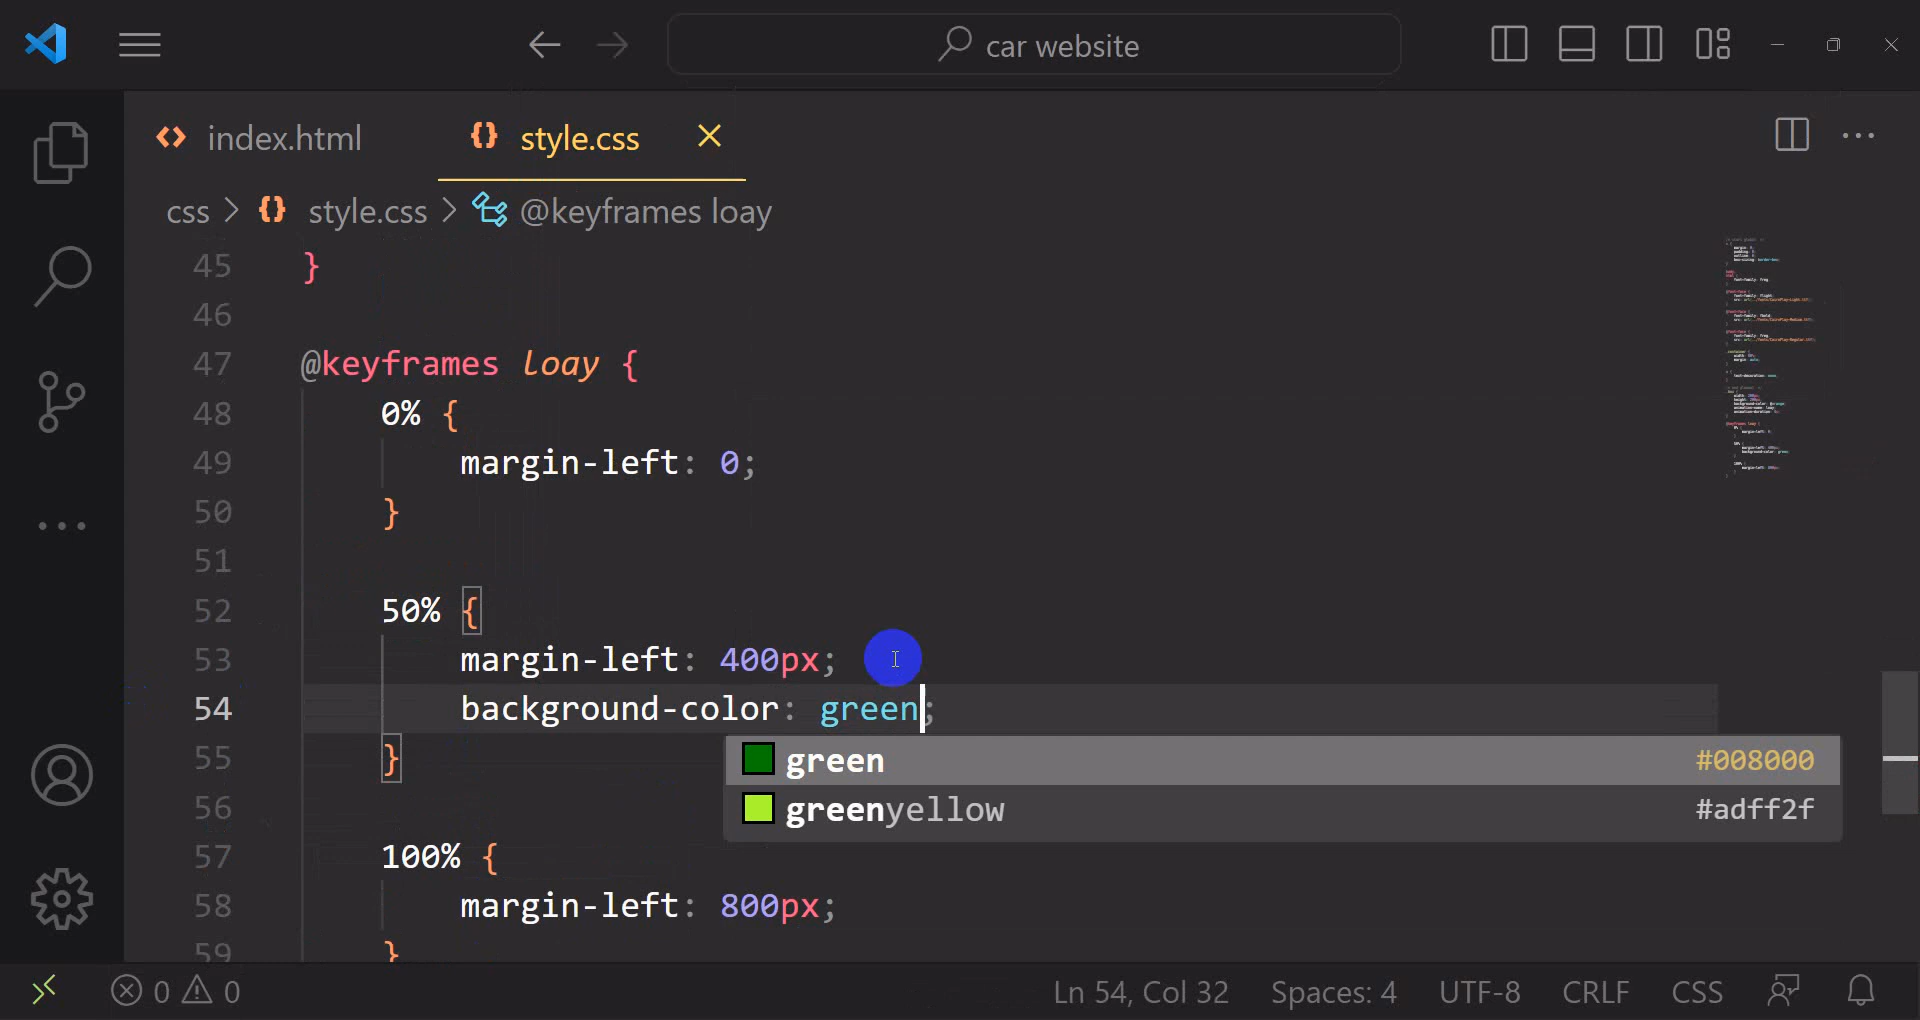 car website
index.html
style.css
css > {} style.css > @keyframes loay
45 }
46
47 @keyframes loay {
48 0% {
49 margin-left: 0;
50 }
51
52 50% {
53 margin-left: 400px;
54 background-color: green;
55 }
green #008000
56
greenyellow #adff2f
57 100% {
58 margin-left: 800px;
59 }
0 0
Ln 54, Col 32 Spaces: 4 UTF-8 CRLF CSS